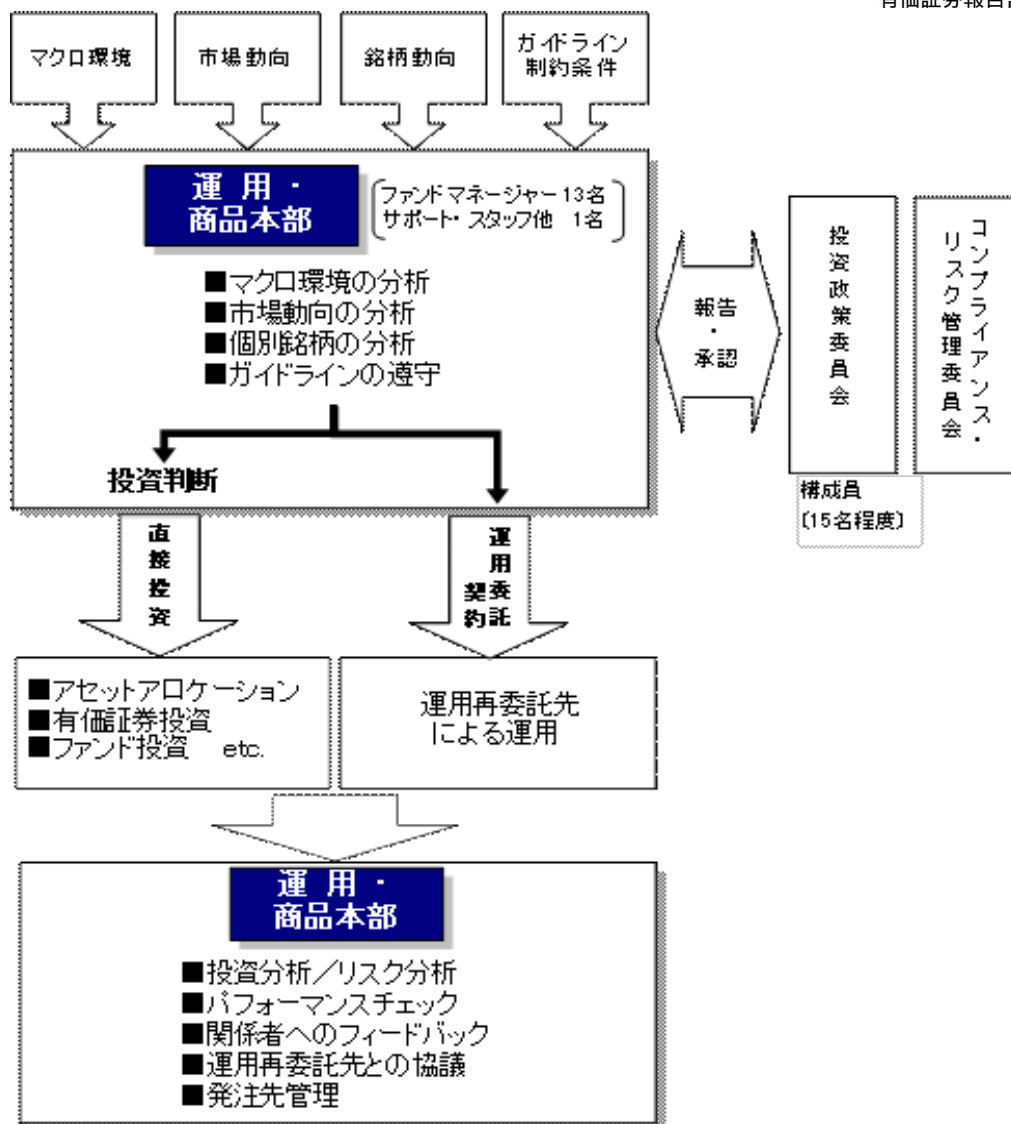 マクロ環境
市場動向
銘柄動向
ガイドライン
制約条件
運 用 ・
商品本部
ファンドマネージャー 13名
サポート・スタッフ他 1名
■マクロ環境の分析
■市場動向の分析
■個別銘柄の分析
■ガイドラインの遵守
投資判断
報告
・
承認
投資政策委員会
コンプライアンス・
リスク管理委員会・
構成員
(15名程度)
直接投資
運用委託
契約
■アセットアロケーション
■有価証券投資
■ファンド投資 etc.
運用再委託先
による運用
運 用 ・
商品本部
■投資分析／リスク分析
■パフォーマンスチェック
■関係者へのフィードバック
■運用再委託先との協議
■発注先管理